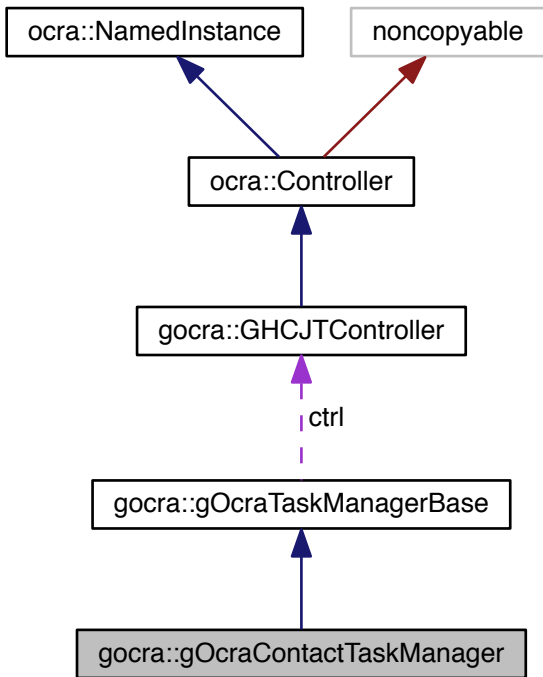 ocra::NamedInstance
noncopyable
ocra::Controller
gocra::GHCJTController
ctrl
gocra::gOcraTaskManagerBase
gocra::gOcraContactTaskManager